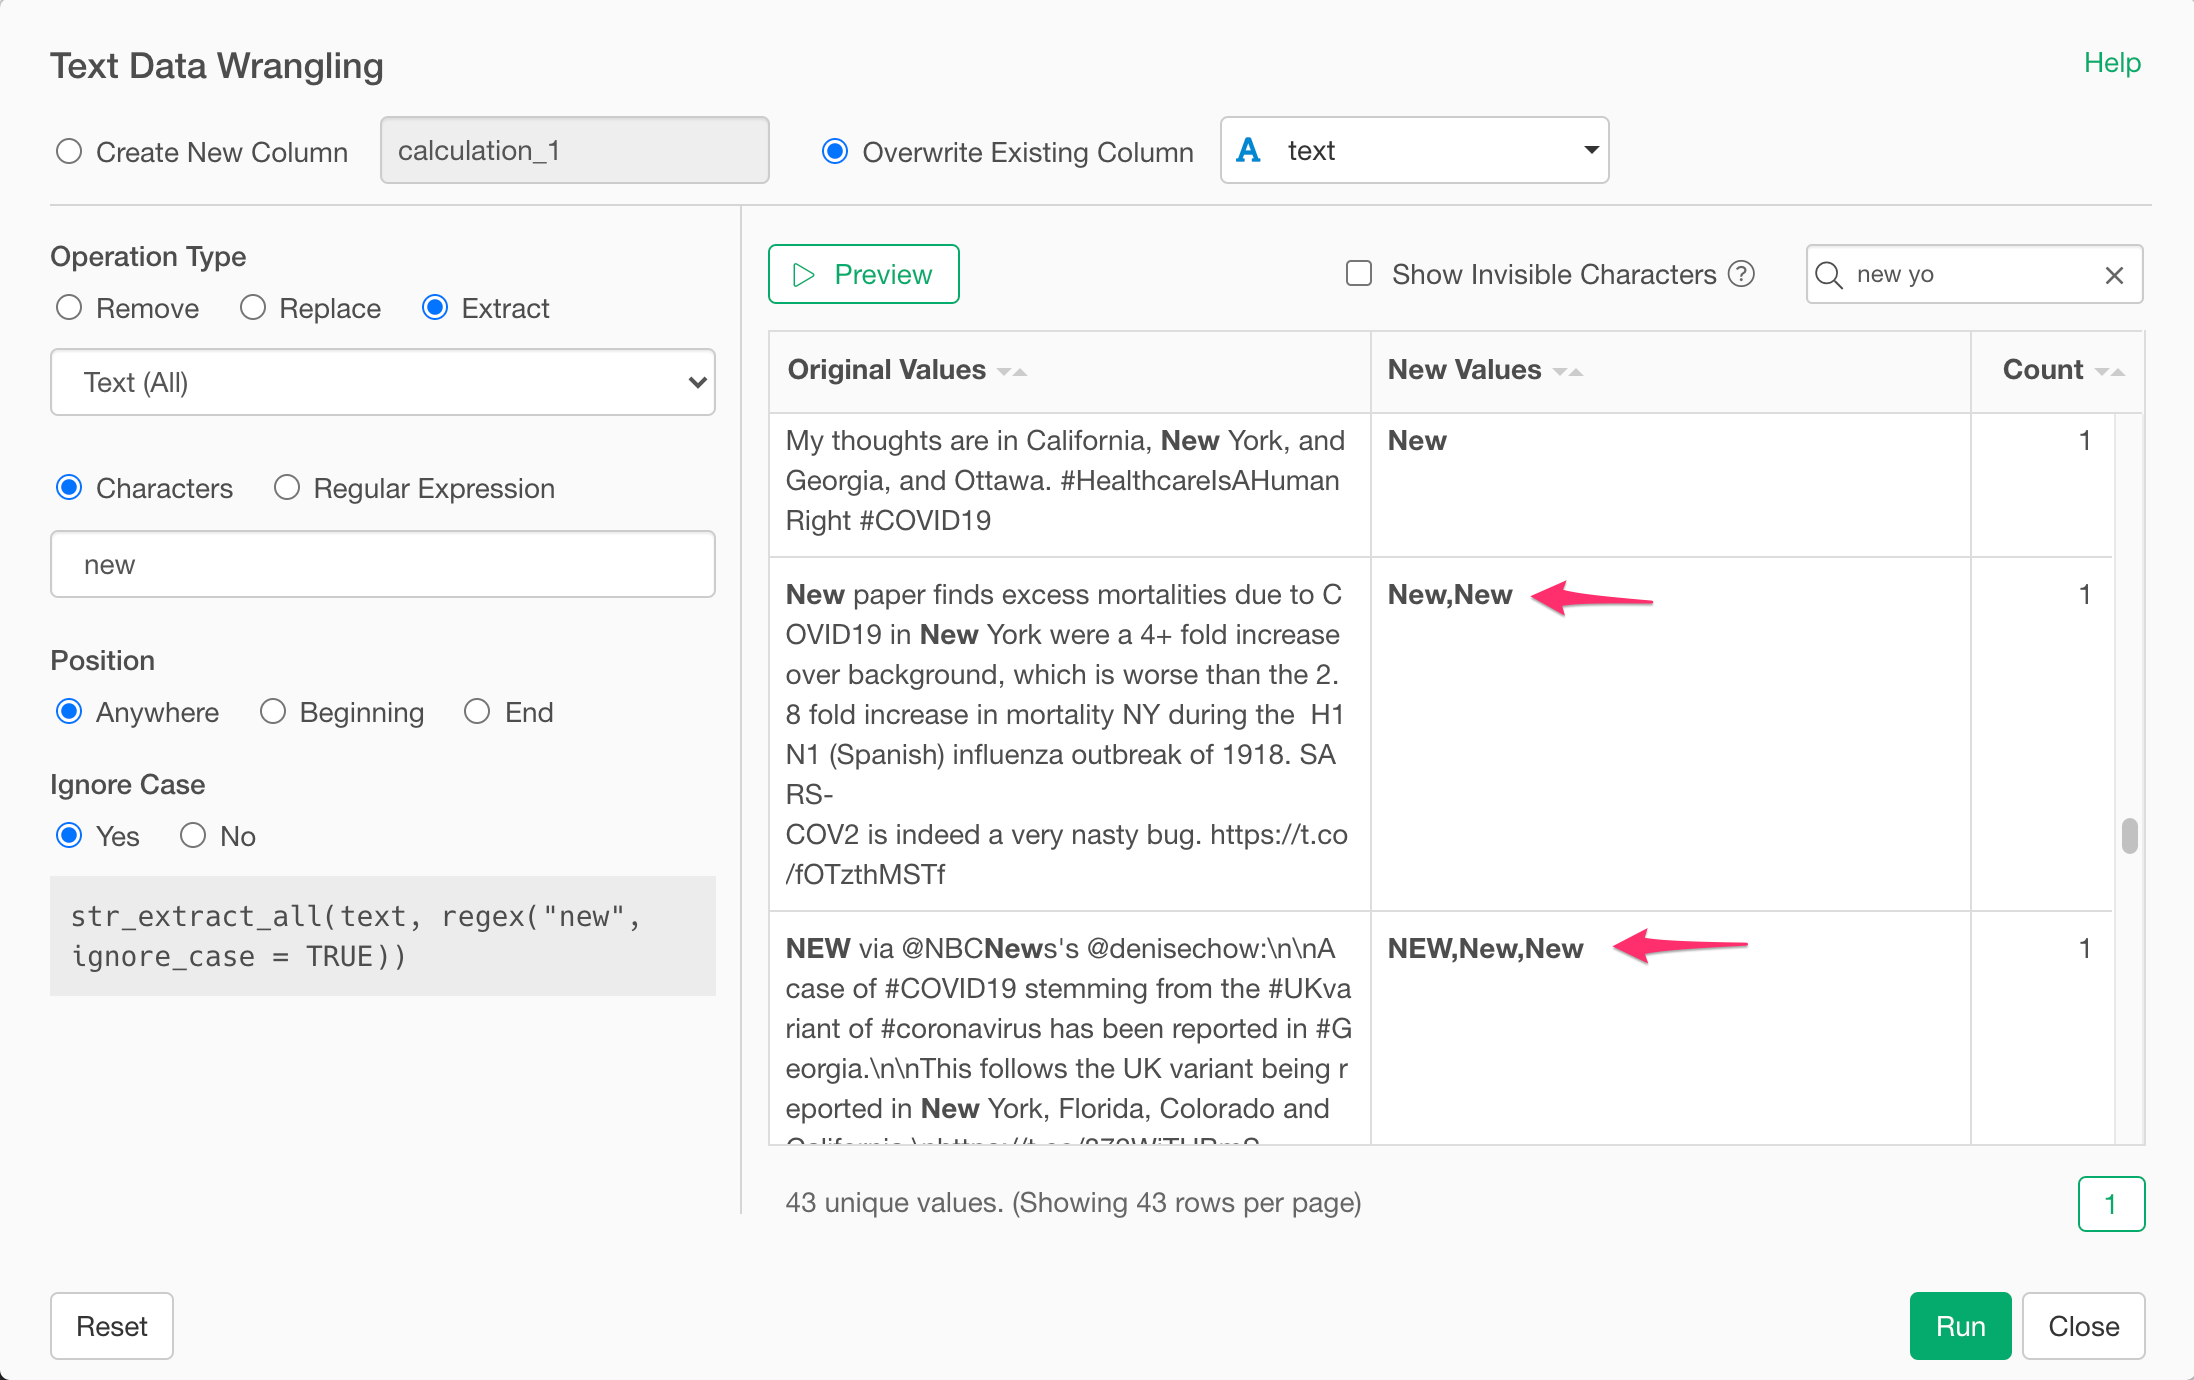 Text Data Wrangling
Help
Create New Column
calculation_1
Overwrite Existing Column
A text
Operation Type
Remove
Replace
Extract
Text (All)
Characters
Regular Expression
new
Position
Anywhere
Beginning
End
Ignore Case
Yes
No
str_extract_all(text, regex("new",
ignore_case = TRUE))
Preview
Show Invisible Characters ?
new yo
Original Values
New Values
Count
My thoughts are in California, New York, and
Georgia, and Ottawa. #HealthcareIsAHuman
Right #COVID19
New
1
New paper finds excess mortalities due to C
OVID19 in New York were a 4+ fold increase
over background, which is worse than the 2.
8 fold increase in mortality NY during the  H1
N1 (Spanish) influenza outbreak of 1918. SA
RS-
COV2 is indeed a very nasty bug. https://t.co
/fOTzthMSTf
New,New
1
NEW via @NBCNews's @denisechow:\n\nA
case of #COVID19 stemming from the #UKva
riant of #coronavirus has been reported in #G
eorgia.\n\nThis follows the UK variant being r
eported in New York, Florida, Colorado and
NEW,New,New
1
43 unique values. (Showing 43 rows per page)
1
Reset
Run
Close